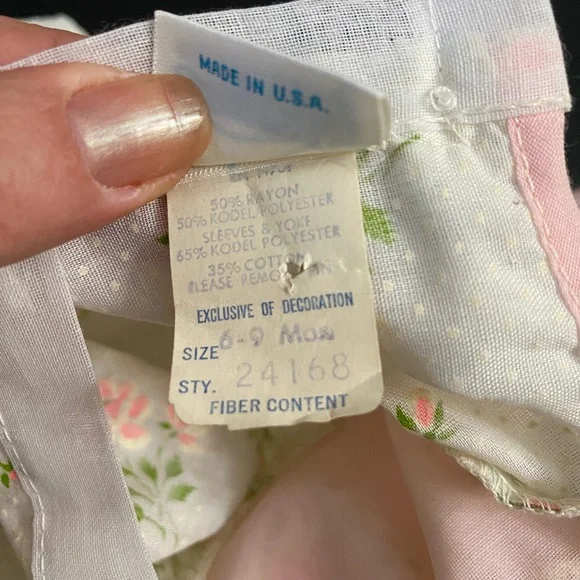 MADE IN U.S.A.
50% RAYON
50% KODEL POLYESTER
SLEEVES & YOKE
65% KODEL POLYESTER
35% COTTON
PLEASE
EXCLUSIVE OF DECORATION
SIZE 6-9 Mos
STY. 24168
FIBER CONTENT